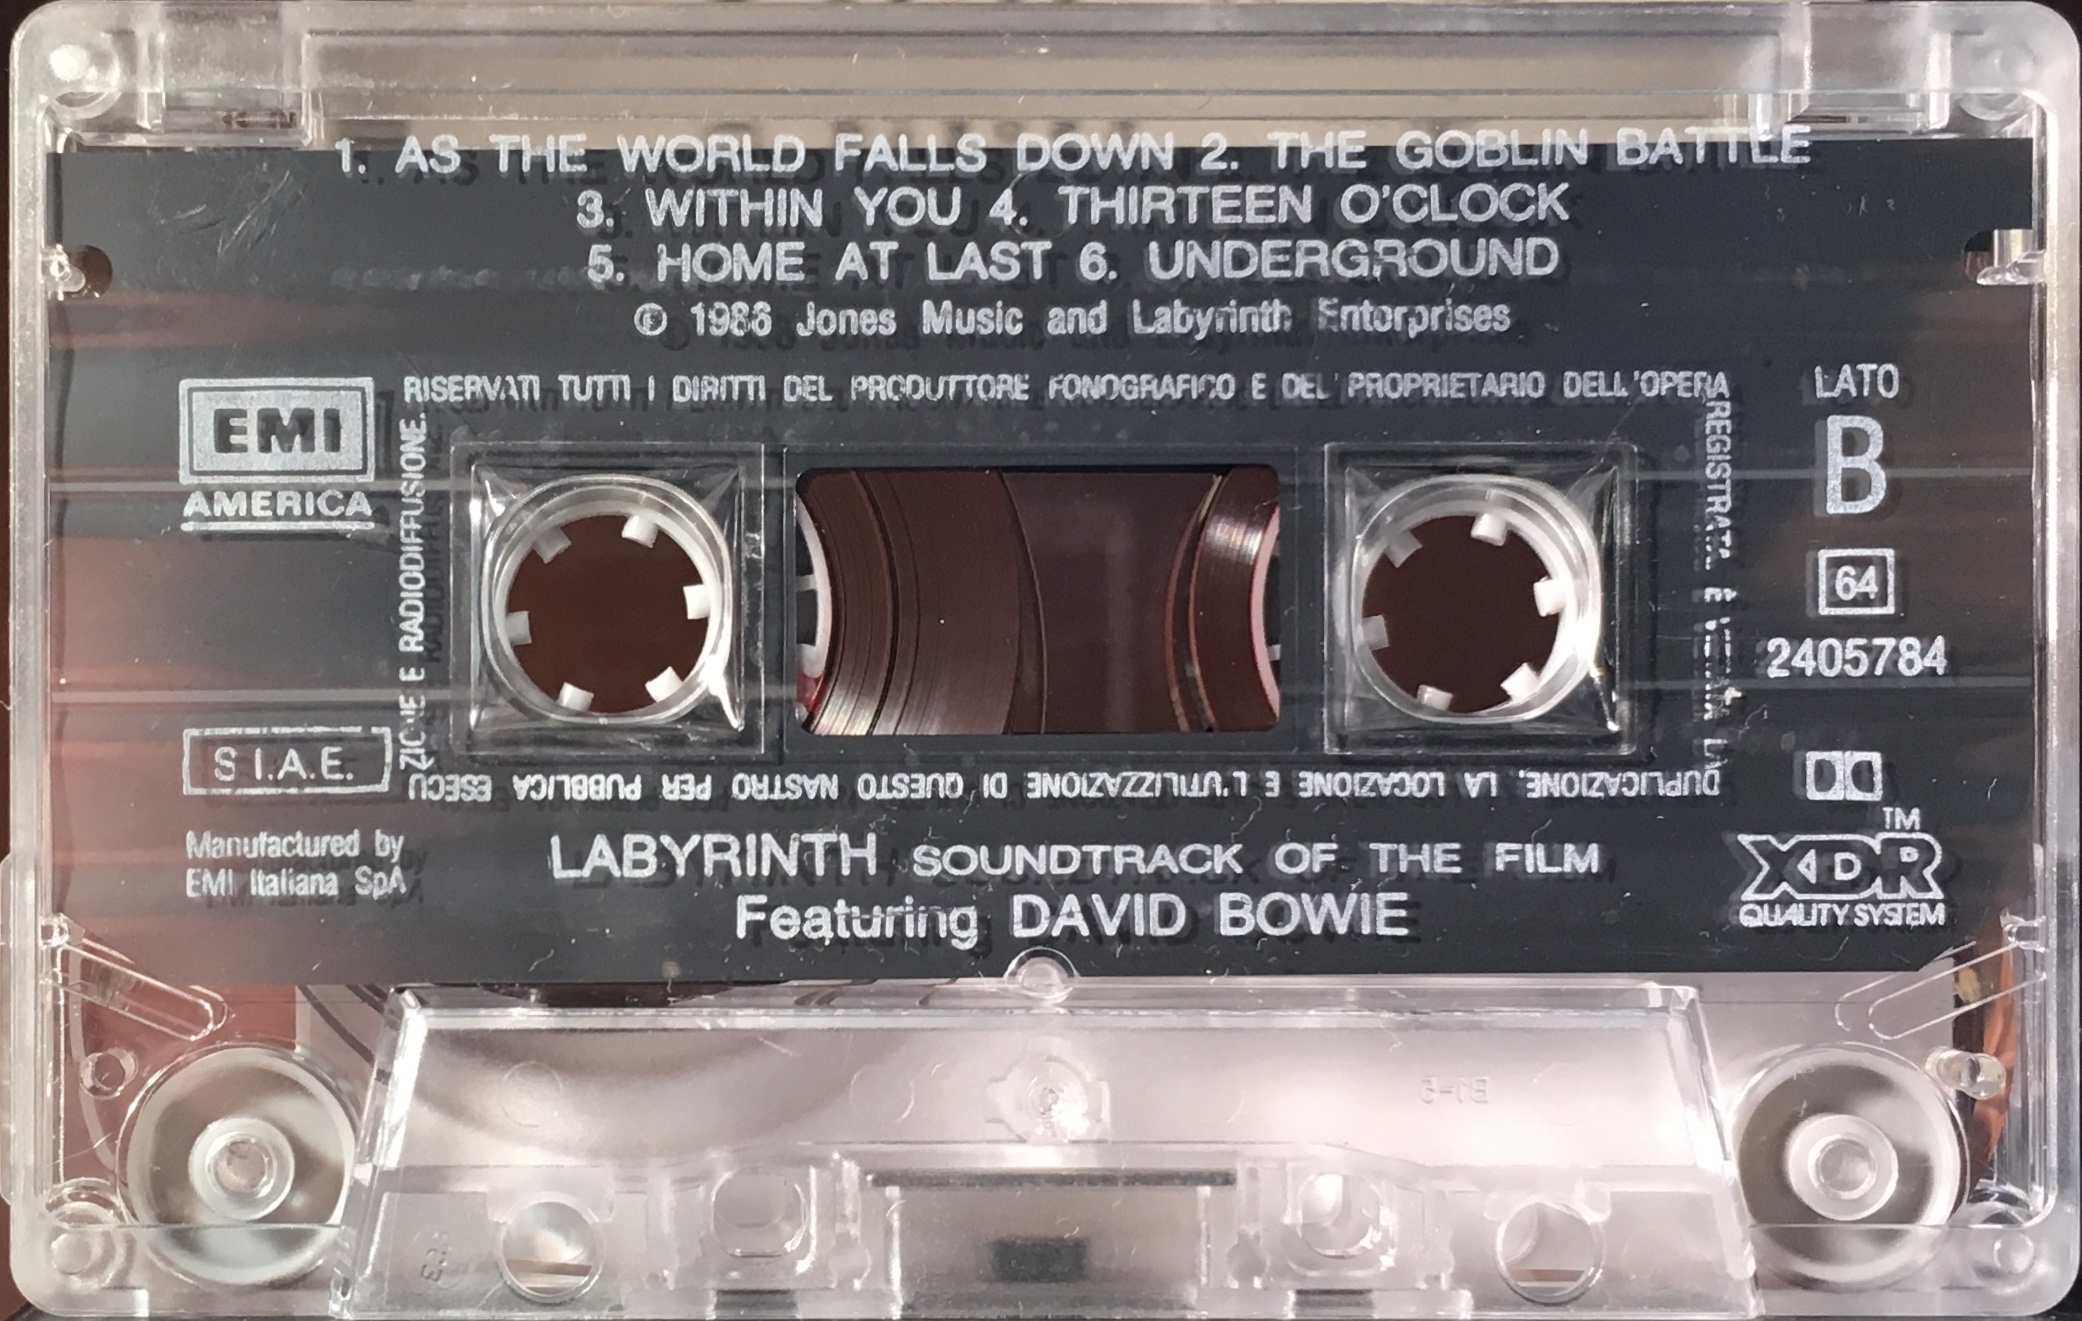 1. AS THE WORLD FALLS DOWN 2. THE GOBLIN BATTLE
3. WITHIN YOU 4. THIRTEEN O'CLOCK
5. HOME AT LAST 6. UNDERGROUND
℗ 1986 Jones Music and Labyrinth Enterprises
RISERVATI TUTTI I DIRITTI DEL PRODUTTORE FONOGRAFICO E DEL PROPRIETARIO DELL'OPERA
REGISTRATA. È VIETATA LA
DUPLICAZIONE, LA LOCAZIONE E L'UTILIZZAZIONE DI QUESTO NASTRO PER PUBBLICA ESECU
ZIONE E RADIODIFFUSIONE.
EMI
AMERICA
LATO
B
64
2405784
S.I.A.E.
Manufactured by
EMI Italiana SpA
LABYRINTH SOUNDTRACK OF THE FILM
Featuring DAVID BOWIE
XDR TM
QUALITY SYSTEM